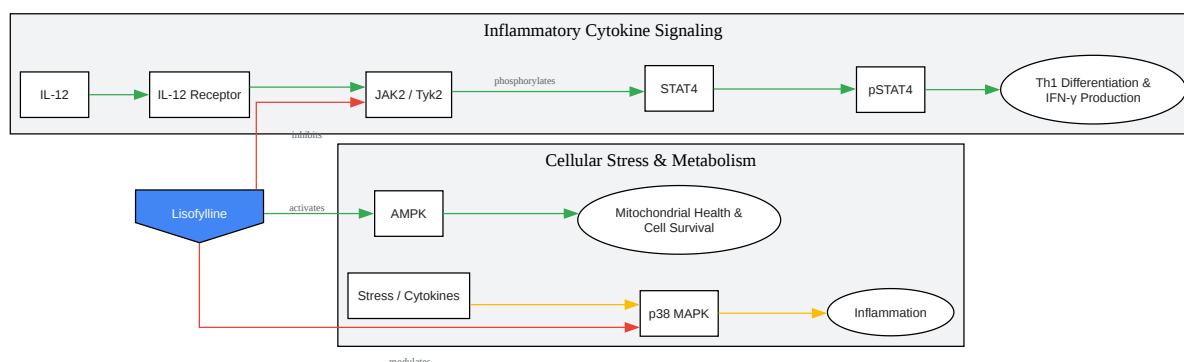 Inflammatory Cytokine Signaling
IL-12
IL-12 Receptor
JAK2 / Tyk2
phosphorylates
STAT4
pSTAT4
Th1 Differentiation &
IFN-γ Production
inhibits
Cellular Stress & Metabolism
Lisofylline
activates
AMPK
Mitochondrial Health &
Cell Survival
Stress / Cytokines
p38 MAPK
Inflammation
modulates